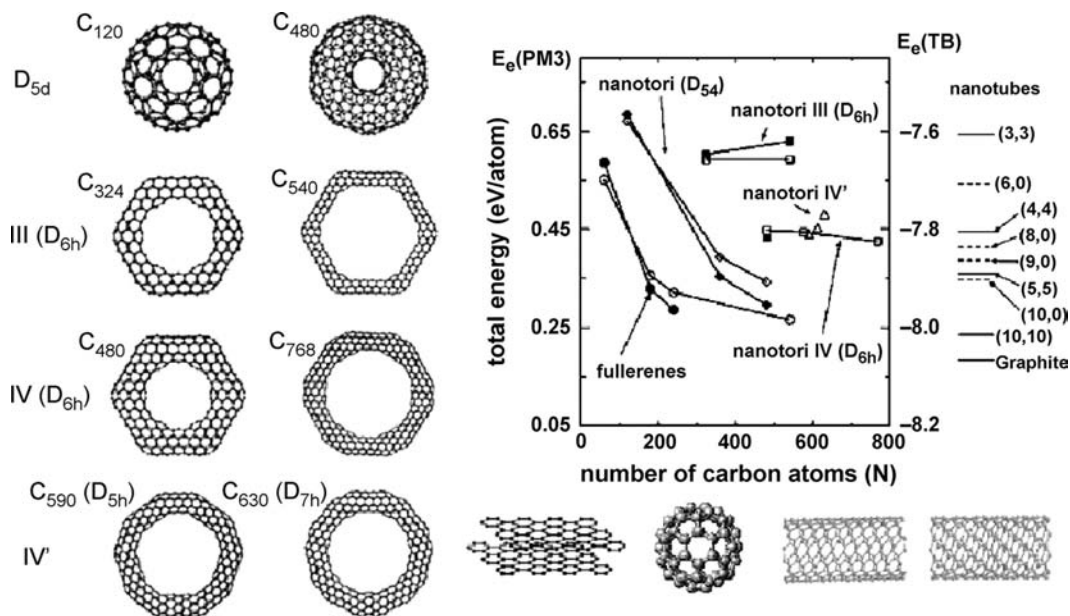 C120
C480
D5d
C324
C540
III (D6h)
C480
C768
IV (D6h)
C590 (D5h)
C630 (D7h)
IV'
Ee(PM3)
Ee(TB)
nanotori (D54)
nanotori III (D6h)
nanotori IV'
nanotori IV (D6h)
fullerenes
total energy (eV/atom)
0.65
0.45
0.25
0.05
0
200
400
600
800
number of carbon atoms (N)
−7.6
−7.8
−8.0
−8.2
nanotubes
(3,3)
(6,0)
(4,4)
(8,0)
(9,0)
(5,5)
(10,0)
(10,10)
Graphite